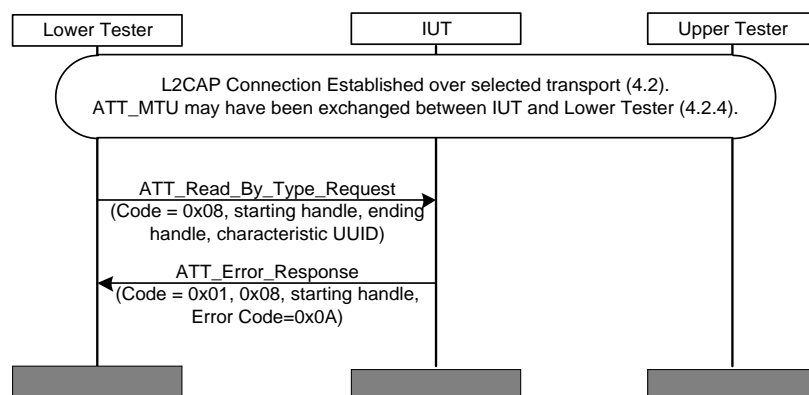 Lower Tester
IUT
Upper Tester
L2CAP Connection Established over selected transport (4.2).
ATT_MTU may have been exchanged between IUT and Lower Tester (4.2.4).
ATT_Read_By_Type_Request
(Code = 0x08, starting handle, ending
handle, characteristic UUID)
ATT_Error_Response
(Code = 0x01, 0x08, starting handle,
Error Code=0x0A)